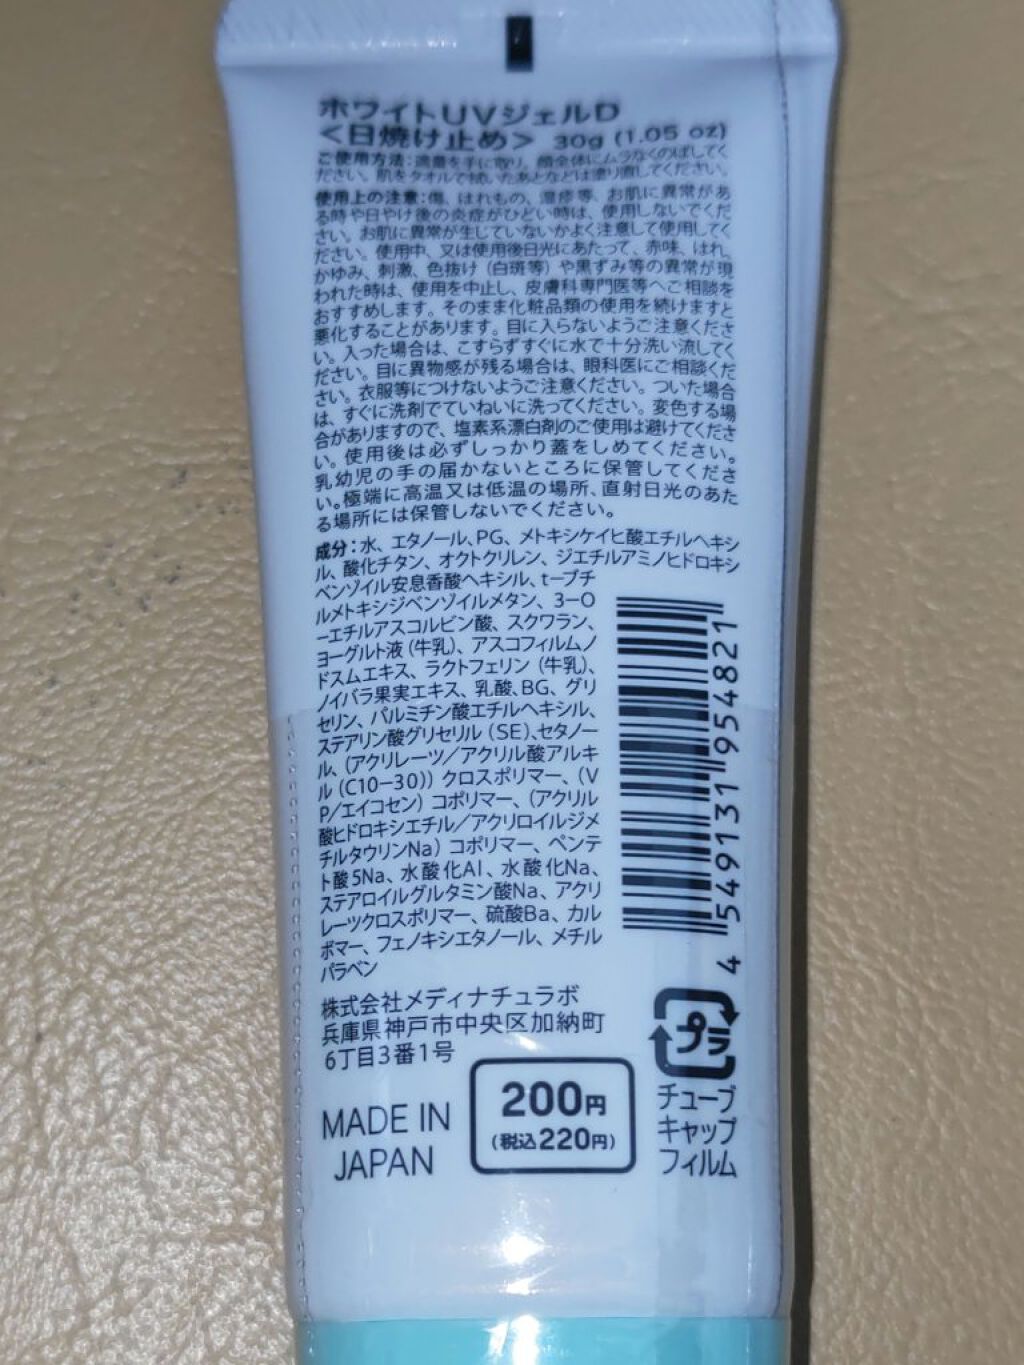 ホワイトUVジェルD
<日焼け止め> 30g (1.05 oz)
ご使用方法:適量を手に取り、顔全体にムラなくのばしてく
ださい。肌をタオルで拭いたあとなどは塗り直してください。
使用上の注意:傷、はれもの、湿疹等、お肌に異常があ
る時や日やけ後の炎症がひどい時は、使用しないでくだ
さい。お肌に異常が生じていないかよく注意して使用してく
ださい。使用中、又は使用後日光にあたって、赤味、はれ、
かゆみ、刺激、色抜け(白斑等)や黒ずみ等の異常が現
われた時は、使用を中止し、皮膚科専門医等へご相談を
おすすめします。そのまま化粧品類の使用を続けますと
悪化することがあります。目に入らないようご注意くださ
い。入った場合は、こすらずすぐに水で十分洗い流してく
ださい。目に異物感が残る場合は、眼科医にご相談くだ
さい。衣服等につけないようご注意ください。ついた場合
は、すぐに洗剤でていねいに洗ってください。変色する場
合がありますので、塩素系漂白剤のご使用は避けてくださ
い。使用後は必ずしっかり蓋をしめてください。
乳幼児の手の届かないところに保管してくださ
い。極端に高温又は低温の場所、直射日光のあた
る場所には保管しないでください。
成分:水、エタノール、PG、メトキシケイヒ酸エチルヘキシ
ル、酸化チタン、オクトクリレン、ジエチルアミノヒドロキシ
ベンゾイル安息香酸ヘキシル、t-ブチ
ルメトキシジベンゾイルメタン、3-O
-エチルアスコルビン酸、スクワラン、
ヨーグルト液(牛乳)、アスコフィルムノ
ドスムエキス、ラクトフェリン(牛乳)、
ノイバラ果実エキス、乳酸、BG、グリ
セリン、パルミチン酸エチルヘキシル、
ステアリン酸グリセリル(SE)、セタノー
ル、(アクリレーツ/アクリル酸アルキ
ル(C10-30))クロスポリマー、(V
P/エイコセン)コポリマー、(アクリル
酸ヒドロキシエチル/アクリロイルジメ
チルタウリンNa)コポリマー、ペンテ
ト酸5Na、水酸化Al、水酸化Na、
ステアロイルグルタミン酸Na、アクリ
レーツクロスポリマー、硫酸Ba、カル
ボマー、フェノキシエタノール、メチル
パラベン
4 549131 954821
株式会社メディナチュラボ
兵庫県神戸市中央区加納町
6丁目3番1号
MADE IN
JAPAN
200円
(税込220円)
プラ
チューブ
キャップ
フィルム